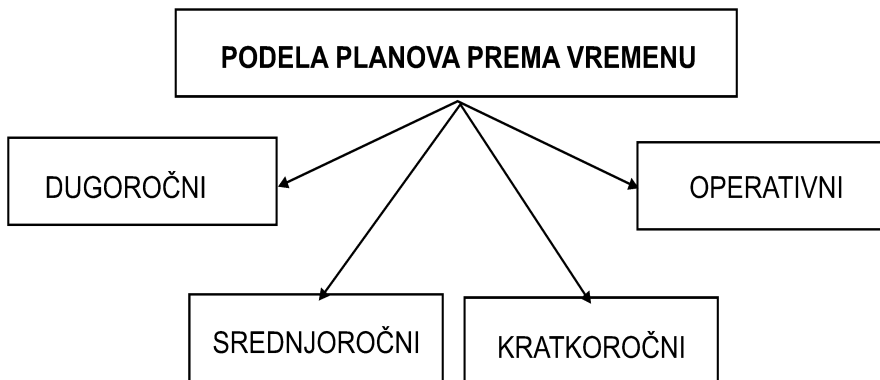 PODELA PLANOVA PREMA VREMENU
DUGOROČNI
OPERATIVNI
SREDNJOROČNI
KRATKOROČNI